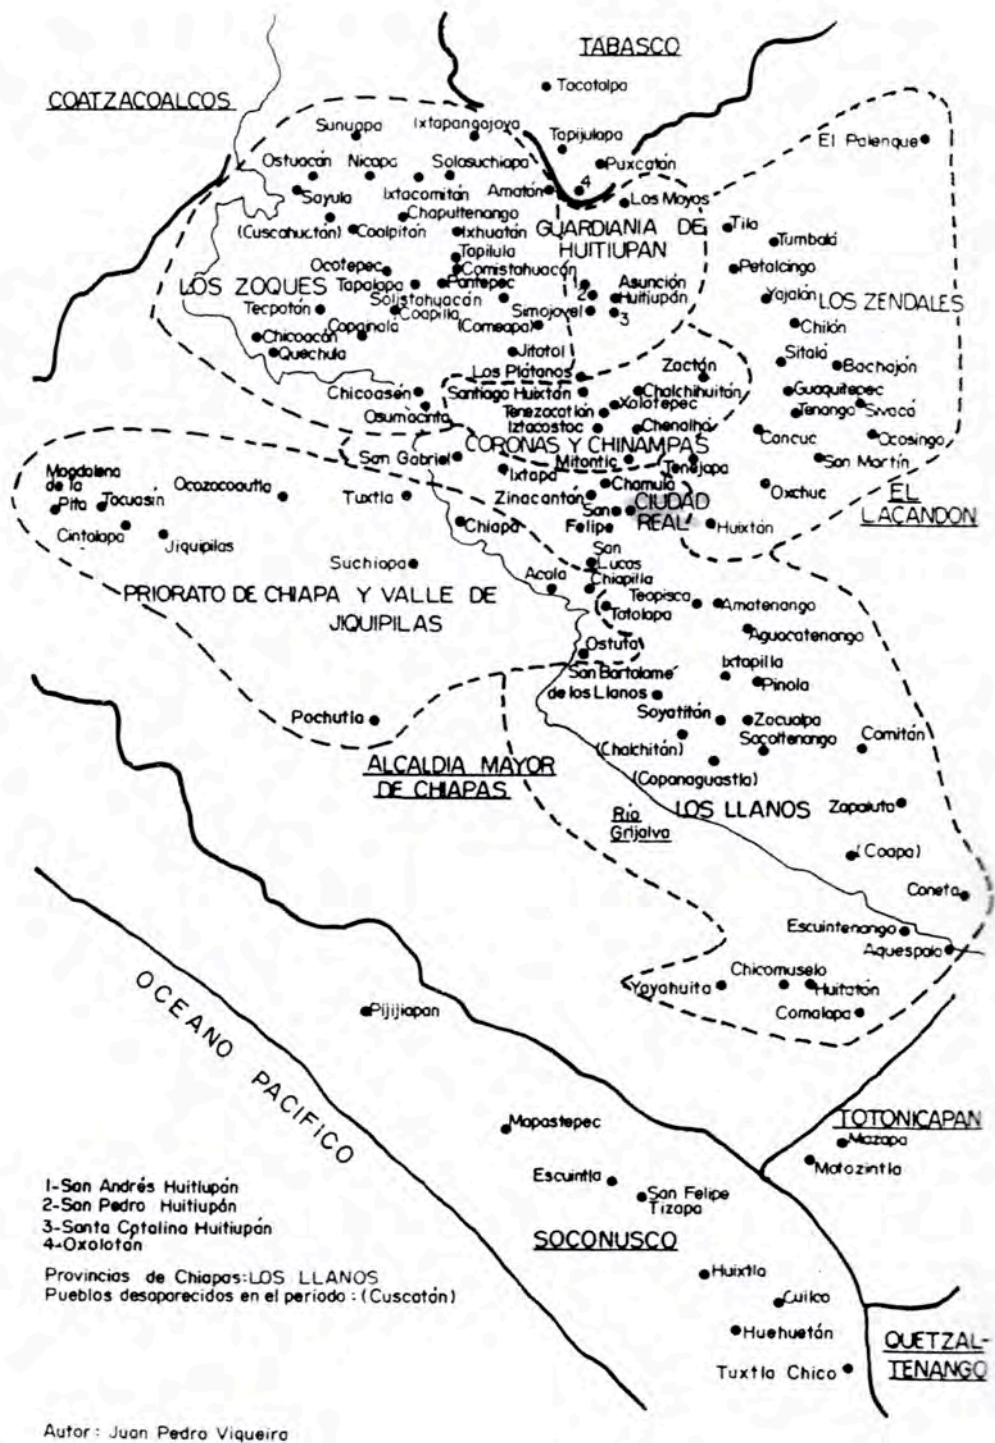 TABASCO
COATZACOALCOS
Tacotalpa
Sunuapa
Ixtapangajoya
Tapijulapa
El Palenque
Ostuacán
Nicapa
Solosuchiapa
Puxcatán
Sayula
Ixtacomitán
Amatán
4
Los Moyos
Chapultenango
(Cuscahuctán)
Coalpitán
Ixhuatán
GUARDIANIA DE
HUITIUPAN
Tila
Tumbalá
Tapilula
Ocotepec
Comistahuacán
Petalcingo
LOS ZOQUES
Tapalapa
Pantepec
1
Asunción
Huitiupán
2
3
Yajalón
LOS ZENDALES
Solistahuacán
Tecpatán
Coapilla
Simojovel
Copainalá
(Comeapa)
Chilón
Chicoacán
Quechula
Jitotol
Sitalá
Bachajón
Los Plátanos
Zactán
Chicoasén
Santiago Huixtán
Chalchihuitán
Guaquitepec
Osumacinta
Tenezacatlán
Xolotepec
Tenango
Sivacá
Iztacostoc
Chenalhó
Cancuc
Ocosingo
CORONAS Y CHINAMPAS
San Gabriel
Mitontic
Tenejapa
San Martín
Ixtapa
Magdalena
de la
Pita
Tacuasín
Ocozocoautla
Tuxtla
Chamula
Zinacantán
Oxchuc
EL
LACANDON
San
Felipe
CIUDAD
REAL
Huixtán
Cintalapa
Jiquipilas
Chiapa
Suchiapa
San
Lucas
Acala
Chiapilla
PRIORATO DE CHIAPA Y VALLE DE
JIQUIPILAS
Teopisca
Amatenango
Totolapa
Aguacatenango
Ostuta
Ixtapilla
San Bartolomé
de los Llanos
Pinola
Pochutla
Soyatitán
Zocualpa
Comitán
(Chalchitán)
Socoltenango
ALCALDIA MAYOR
DE CHIAPAS
(Copanaguastla)
LOS LLANOS
Zapaluta
Río
Grijalva
(Coapa)
Coneta
Escuintenango
Aquespala
Chicomuselo
Yayahuita
Huitatán
Comalapa
OCEANO PACIFICO
Pijijiapan
Mapastepec
TOTONICAPAN
Mazapa
Motozintla
Escuintla
San Felipe
Tizapa
1-San Andrés Huitiupán
2-San Pedro Huitiupán
3-Santa Catalina Huitiupán
4-Oxolotán
SOCONUSCO
Provincias de Chiapas: LOS LLANOS
Pueblos desaparecidos en el período : (Cuscatán)
Huixtla
Cuilco
Huehuetán
QUETZAL-
TENANGO
Tuxtla Chico
Autor : Juan Pedro Viqueira